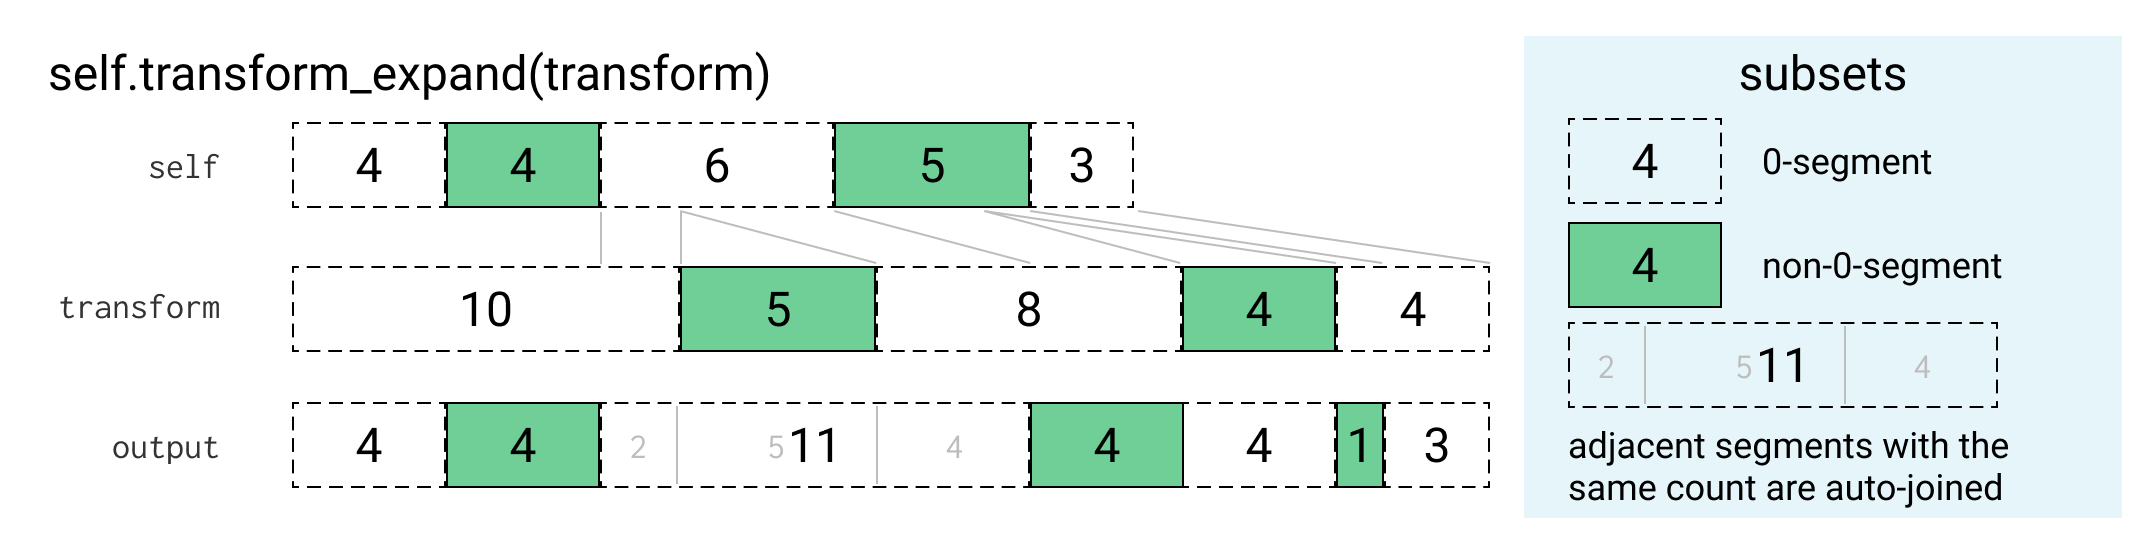 self.transform_expand(transform)
self 4 4 6 5 3
transform 10 5 8 4 4
output 4 4 2 5 11 4 4 4 1 3
subsets
4 0-segment
4 non-0-segment
2 5 11 4
adjacent segments with the
same count are auto-joined